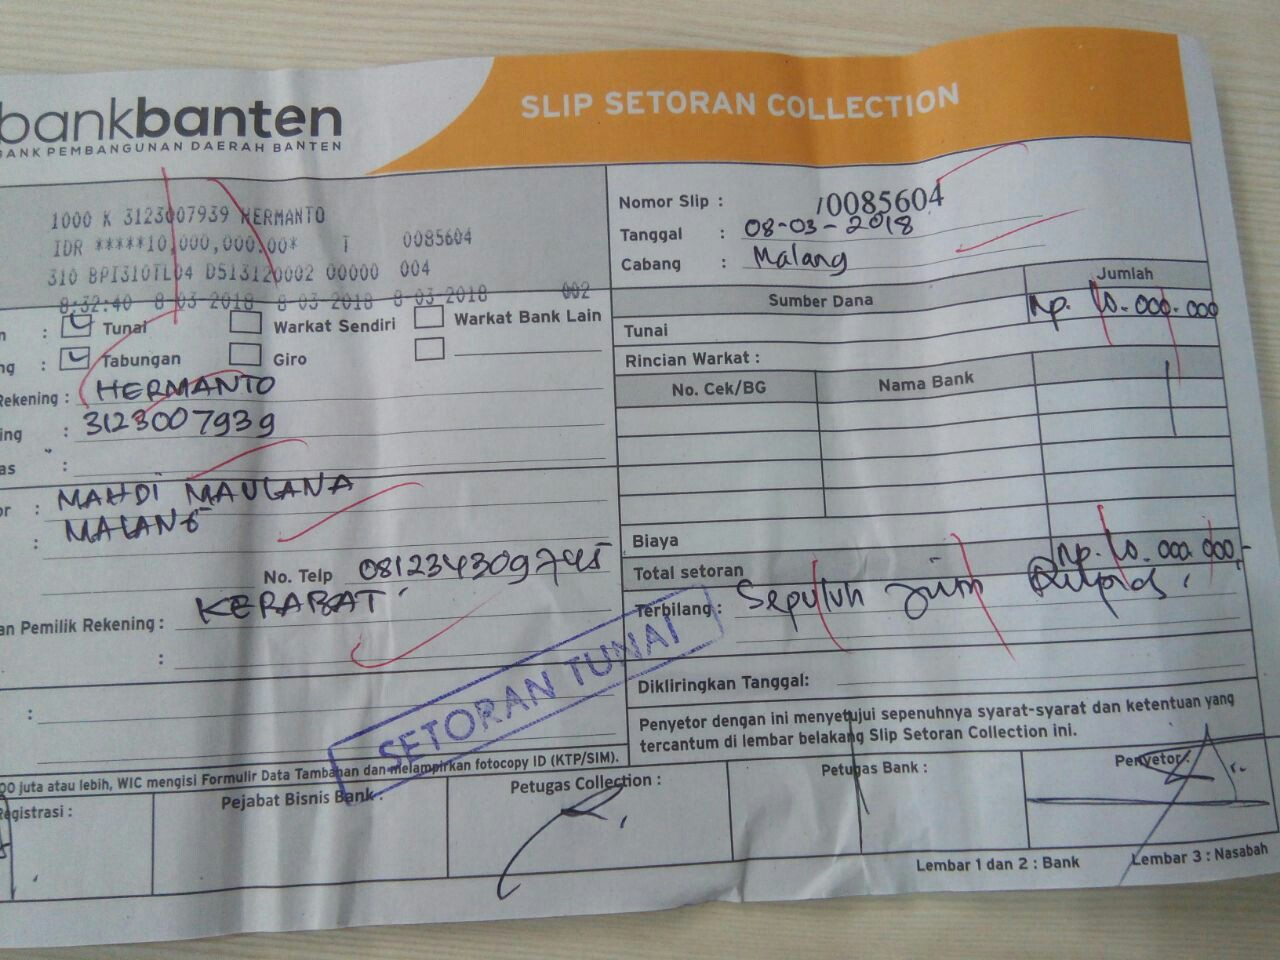 bankbanten
BANK PEMBANGUNAN DAERAH BANTEN
SLIP SETORAN COLLECTION
1000 K 3123007939 HERMANTO
IDR *****10,000,000.00* T 0085604
310 BPI310TL04 D513120002 00000 004
8:32:40 8-03-2018 8-03-2018 8-03-2018 002
Tunai Warkat Sendiri Warkat Bank Lain
Tabungan Giro
Rekening : HERMANTO
: 3123007939
:
: MAHDI MAULANA
: MALANG
No. Telp 081234309745
KERABAT
Pemilik Rekening :
:
:
SETORAN TUNAI
juta atau lebih, WIC mengisi Formulir Data Tambahan dan melampirkan fotocopy ID (KTP/SIM).
Nomor Slip : 0085604
Tanggal : 08-03-2018
Cabang : Malang
Sumber Dana Jumlah
Tunai Rp. 10.000.000
Rincian Warkat :
No. Cek/BG Nama Bank
Biaya
Total setoran Rp. 10.000.000,-
Terbilang : Sepuluh Juta Rupiah.
Dikliringkan Tanggal:
Penyetor dengan ini menyetujui sepenuhnya syarat-syarat dan ketentuan yang
tercantum di lembar belakang Slip Setoran Collection ini.
Registrasi : Pejabat Bisnis Bank : Petugas Collection : Petugas Bank : Penyetor :
Lembar 1 dan 2 : Bank Lembar 3 : Nasabah